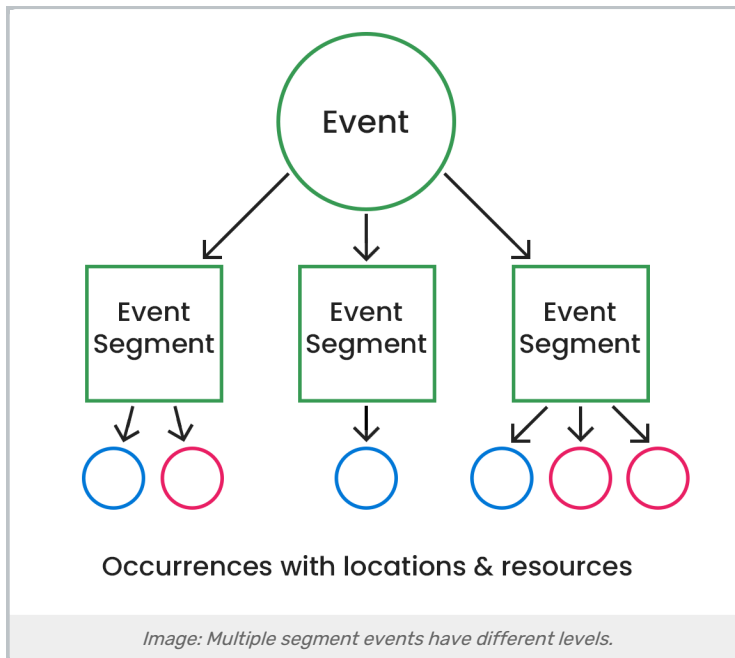 Event
Event
Segment
Event
Segment
Event
Segment
Occurrences with locations & resources
Image: Multiple segment events have different levels.